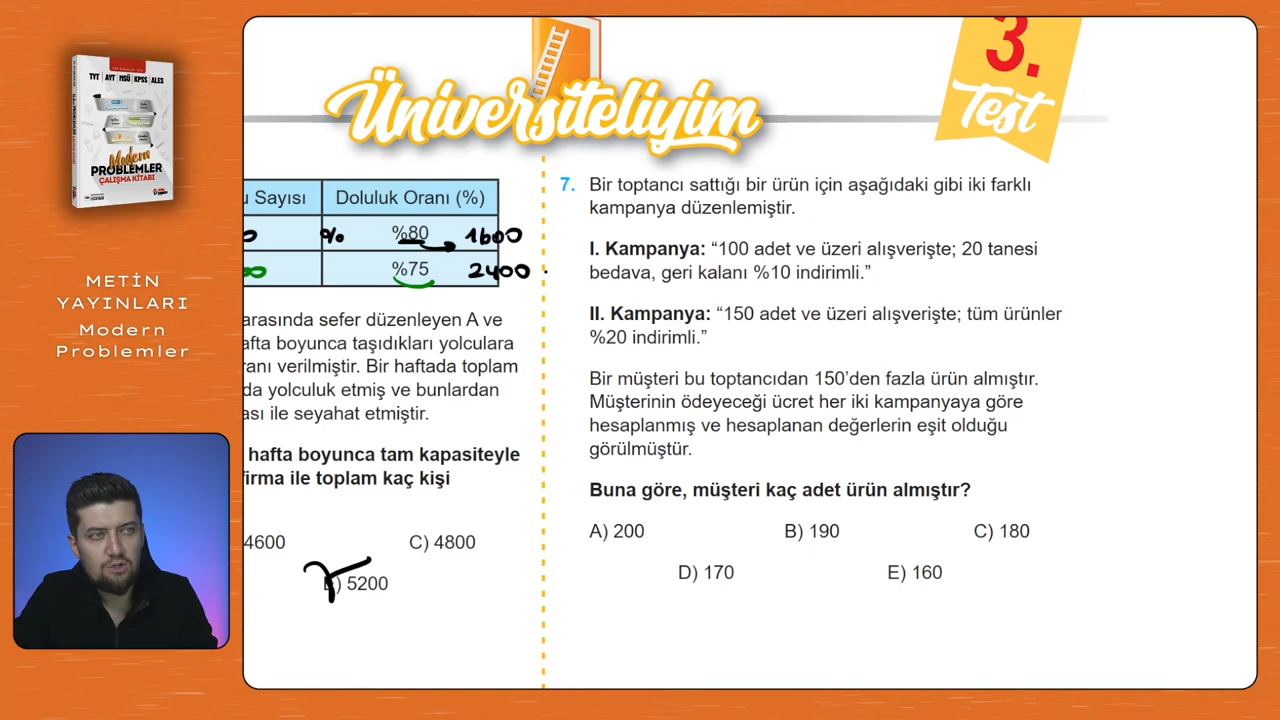 TYT | AYT | MSÜ | KPSS | ALES
Modern
PROBLEMLER
ÇALIŞMA KİTABI
METİN
YAYINLARI
Modern
Problemler
Üniversiteliyim
3.
Test
u Sayısı
Doluluk Oranı (%)
0 % %80 1600
00 %75 2400
arasında sefer düzenleyen A ve
afta boyunca taşıdıkları yolculara
ranı verilmiştir. Bir haftada toplam
da yolculuk etmiş ve bunlardan
ası ile seyahat etmiştir.
hafta boyunca tam kapasiteyle
firma ile toplam kaç kişi
4600
C) 4800
E) 5200
7. Bir toptancı sattığı bir ürün için aşağıdaki gibi iki farklı
kampanya düzenlemiştir.
I. Kampanya: “100 adet ve üzeri alışverişte; 20 tanesi
bedava, geri kalanı %10 indirimli.”
II. Kampanya: “150 adet ve üzeri alışverişte; tüm ürünler
%20 indirimli.”
Bir müşteri bu toptancıdan 150’den fazla ürün almıştır.
Müşterinin ödeyeceği ücret her iki kampanyaya göre
hesaplanmış ve hesaplanan değerlerin eşit olduğu
görülmüştür.
Buna göre, müşteri kaç adet ürün almıştır?
A) 200 B) 190 C) 180
D) 170 E) 160